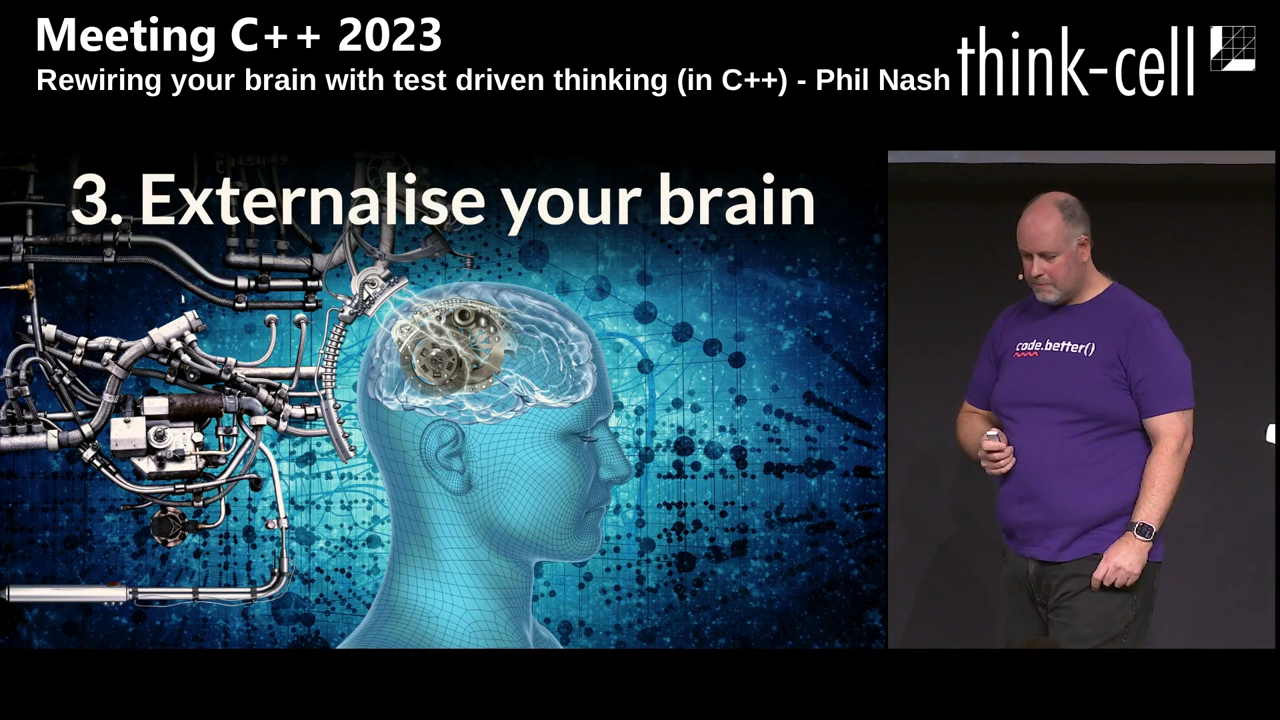 Meeting C++ 2023
Rewiring your brain with test driven thinking (in C++) - Phil Nash
think-cell
3. Externalise your brain
code.better()